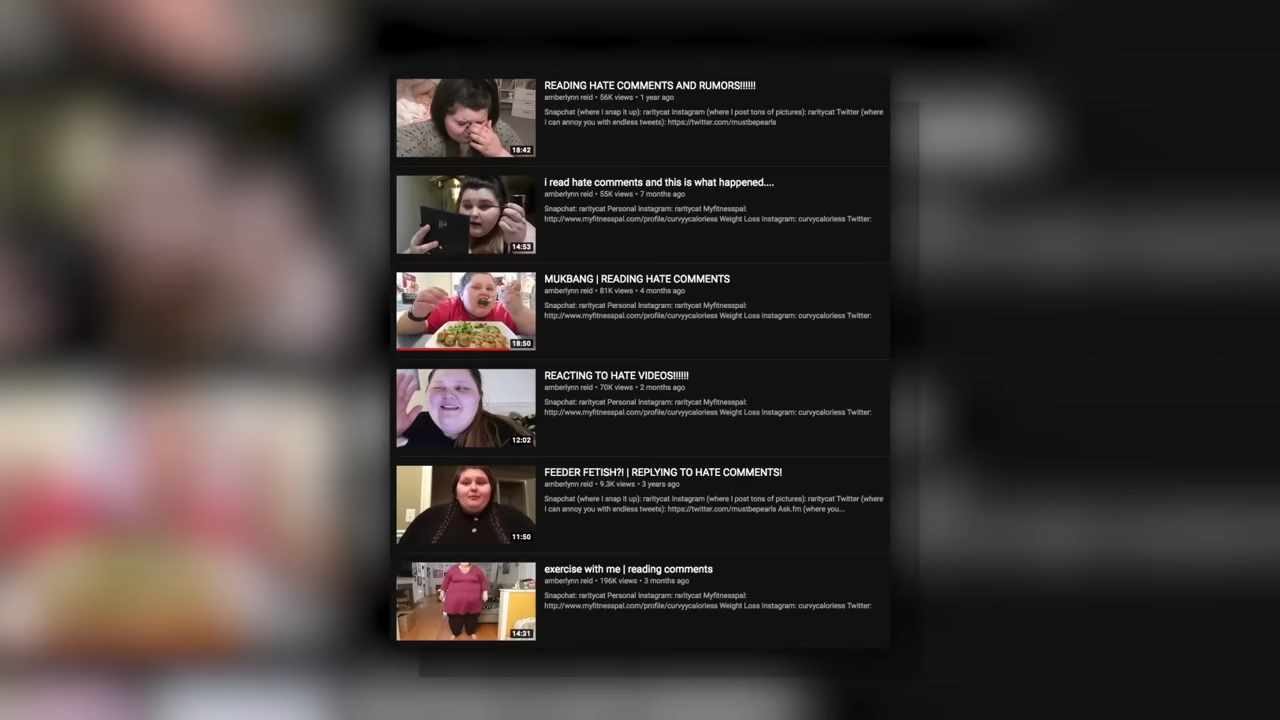 READING HATE COMMENTS AND RUMORS!!!!!!
amberlynn reid • 56K views • 1 year ago
Snapchat (where I snap it up): raritycat Instagram (where I post tons of pictures): raritycat Twitter (where
I can annoy you with endless tweets): https://twitter.com/mustbepearls
18:42
i read hate comments and this is what happened....
amberlynn reid • 55K views • 7 months ago
Snapchat: raritycat Personal Instagram: raritycat Myfitnesspal:
http://www.myfitnesspal.com/profile/curvyycaloriess Weight Loss Instagram: curvycaloriess Twitter:
14:53
MUKBANG | READING HATE COMMENTS
amberlynn reid • 81K views • 4 months ago
Snapchat: raritycat Personal Instagram: raritycat Myfitnesspal:
http://www.myfitnesspal.com/profile/curvyycaloriess Weight Loss Instagram: curvycaloriess Twitter:
18:50
REACTING TO HATE VIDEOS!!!!!!
amberlynn reid • 70K views • 2 months ago
Snapchat: raritycat Personal Instagram: raritycat Myfitnesspal:
http://www.myfitnesspal.com/profile/curvyycaloriess Weight Loss Instagram: curvycaloriess Twitter:
12:02
FEEDER FETISH?! | REPLYING TO HATE COMMENTS!
amberlynn reid • 9.3K views • 3 years ago
Snapchat (where I snap it up): raritycat Instagram (where I post tons of pictures): raritycat Twitter (where
I can annoy you with endless tweets): https://twitter.com/mustbepearls Ask.fm (where you...
11:50
exercise with me | reading comments
amberlynn reid • 196K views • 3 months ago
Snapchat: raritycat Personal Instagram: raritycat Myfitnesspal:
http://www.myfitnesspal.com/profile/curvyycaloriess Weight Loss Instagram: curvycaloriess Twitter:
14:31